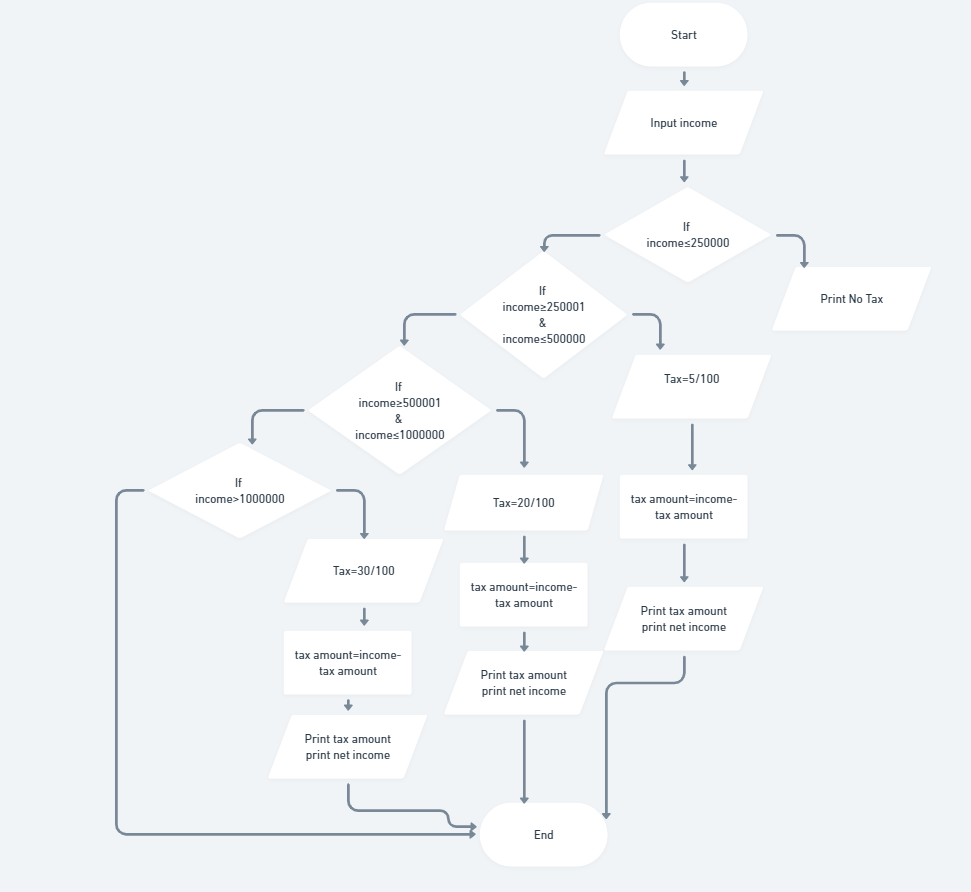 Start
Input income
If
income≤250000
Print No Tax
If
income≥250001
&
income≤500000
Tax=5/100
tax amount=income-
tax amount
Print tax amount
print net income
If
income≥500001
&
income≤1000000
Tax=20/100
tax amount=income-
tax amount
Print tax amount
print net income
If
income>1000000
Tax=30/100
tax amount=income-
tax amount
Print tax amount
print net income
End